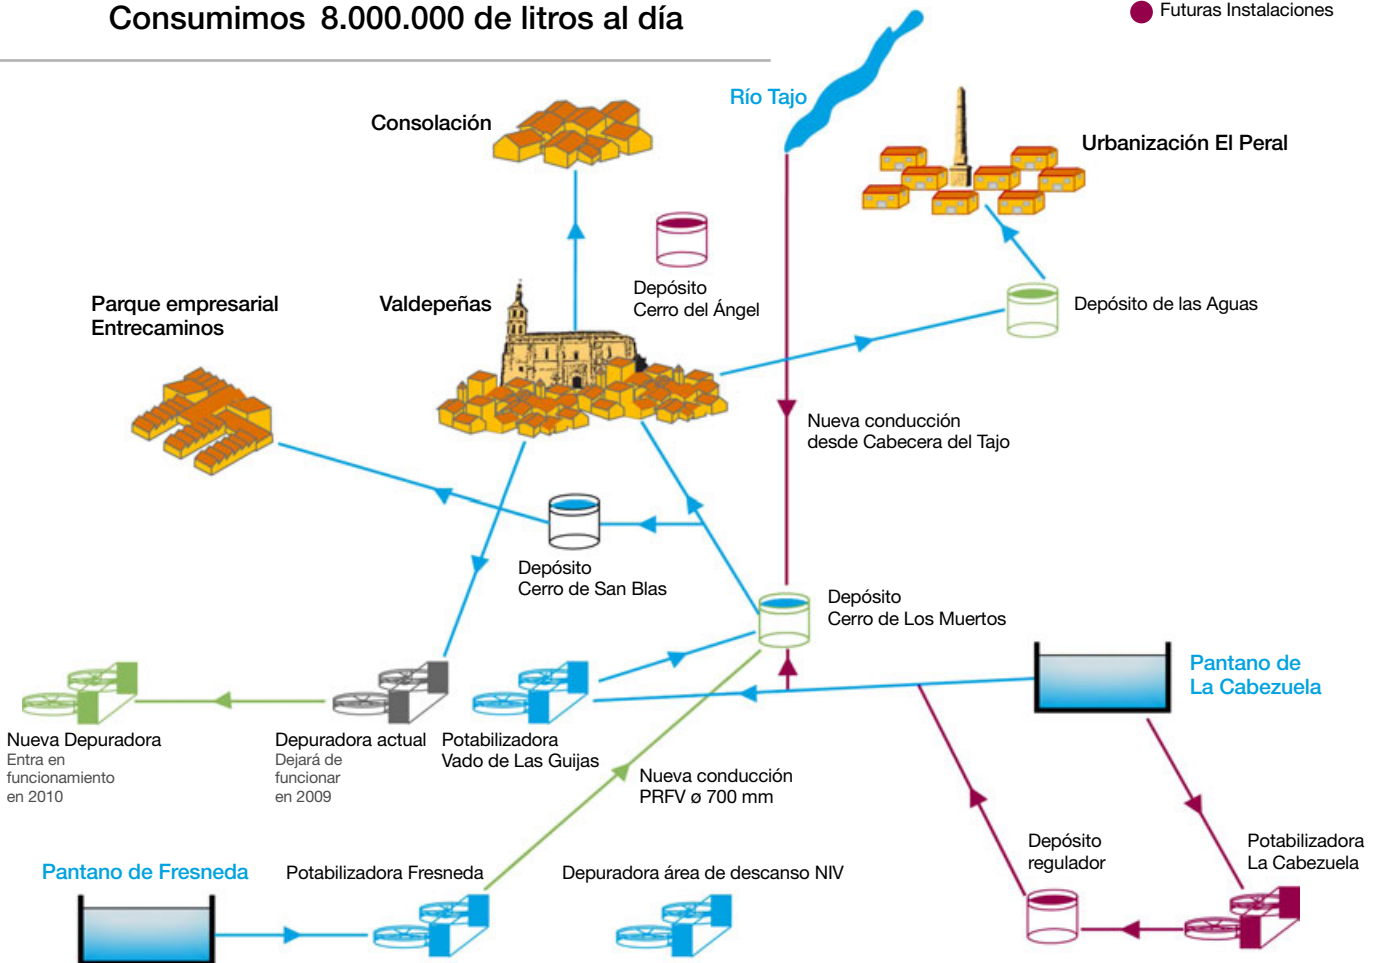 Consumimos 8.000.000 de litros al día
Futuras Instalaciones
Río Tajo
Consolación
Urbanización El Peral
Depósito
Cerro del Ángel
Parque empresarial
Entrecaminos
Valdepeñas
Depósito de las Aguas
Nueva conducción
desde Cabecera del Tajo
Depósito
Cerro de San Blas
Depósito
Cerro de Los Muertos
Pantano de
La Cabezuela
Nueva Depuradora
Entra en
funcionamiento
en 2010
Depuradora actual
Dejará de
funcionar
en 2009
Potabilizadora
Vado de Las Guijas
Nueva conducción
PRFV ø 700 mm
Depósito
regulador
Potabilizadora
La Cabezuela
Pantano de Fresneda
Potabilizadora Fresneda
Depuradora área de descanso NIV